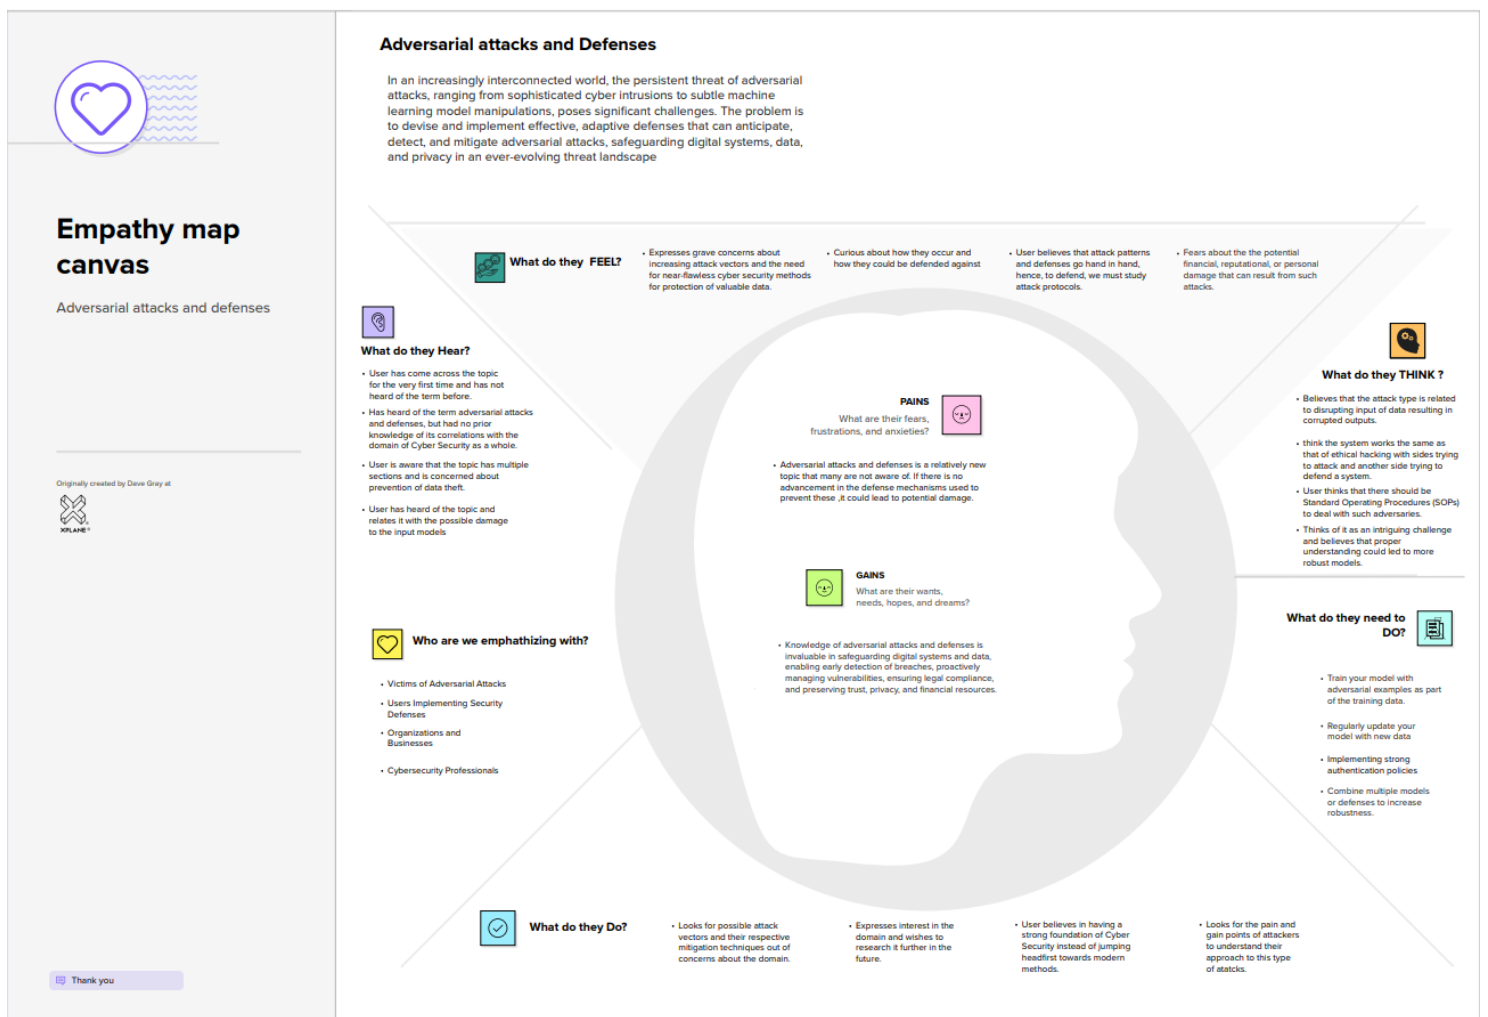 Empathy map
canvas
Adversarial attacks and defenses
Originally created by Dave Gray at
XPLANE
Thank you
Adversarial attacks and Defenses
In an increasingly interconnected world, the persistent threat of adversarial
attacks, ranging from sophisticated cyber intrusions to subtle machine
learning model manipulations, poses significant challenges. The problem is
to devise and implement effective, adaptive defenses that can anticipate,
detect, and mitigate adversarial attacks, safeguarding digital systems, data,
and privacy in an ever-evolving threat landscape
What do they FEEL?
• Expresses grave concerns about
increasing attack vectors and the need
for near-flawless cyber security methods
for protection of valuable data.
• Curious about how they occur and
how they could be defended against
• User believes that attack patterns
and defenses go hand in hand,
hence, to defend, we must study
attack protocols.
• Fears about the the potential
financial, reputational, or personal
damage that can result from such
attacks.
What do they Hear?
• User has come across the topic
for the very first time and has not
heard of the term before.
• Has heard of the term adversarial attacks
and defenses, but had no prior
knowledge of its correlations with the
domain of Cyber Security as a whole.
• User is aware that the topic has multiple
sections and is concerned about
prevention of data theft.
• User has heard of the topic and
relates it with the possible damage
to the input models
What do they THINK ?
• Believes that the attack type is related
to disrupting input of data resulting in
corrupted outputs.
• think the system works the same as
that of ethical hacking with sides trying
to attack and another side trying to
defend a system.
• User thinks that there should be
Standard Operating Procedures (SOPs)
to deal with such adversaries.
• Thinks of it as an intriguing challenge
and believes that proper
understanding could led to more
robust models.
PAINS
What are their fears,
frustrations, and anxieties?
• Adversarial attacks and defenses is a relatively new
topic that many are not aware of. If there is no
advancement in the defense mechanisms used to
prevent these ,it could lead to potential damage.
GAINS
What are their wants,
needs, hopes, and dreams?
• Knowledge of adversarial attacks and defenses is
invaluable in safeguarding digital systems and data,
enabling early detection of breaches, proactively
managing vulnerabilities, ensuring legal compliance,
and preserving trust, privacy, and financial resources.
Who are we emphathizing with?
• Victims of Adversarial Attacks
• Users Implementing Security
Defenses
• Organizations and
Businesses
• Cybersecurity Professionals
What do they need to
DO?
• Train your model with
adversarial examples as part
of the training data.
• Regularly update your
model with new data
• Implementing strong
authentication policies
• Combine multiple models
or defenses to increase
robustness.
What do they Do?
• Looks for possible attack
vectors and their respective
mitigation techniques out of
concerns about the domain.
• Expresses interest in the
domain and wishes to
research it further in the
future.
• User believes in having a
strong foundation of Cyber
Security instead of jumping
headfirst towards modern
methods.
• Looks for the pain and
gain points of attackers
to understand their
approach to this type
of atatcks.